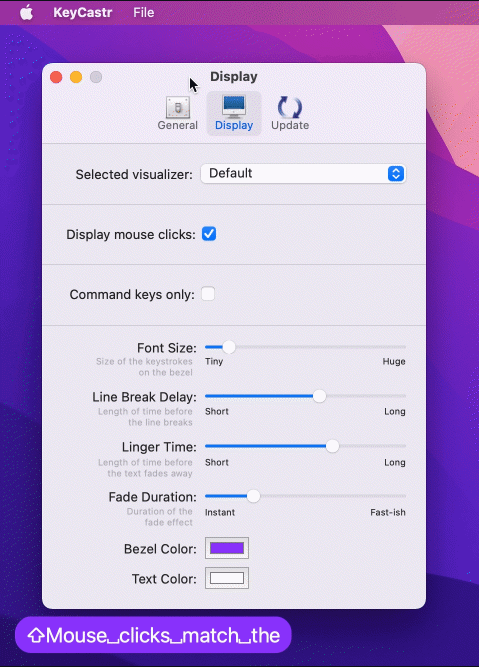 KeyCastr File
Display
General Display Update
Selected visualizer: Default
Display mouse clicks:
Command keys only:
Font Size:
Size of the keystrokes
on the bezel
Tiny Huge
Line Break Delay:
Length of time before
the line breaks
Short Long
Linger Time:
Length of time before
the text fades away
Short Long
Fade Duration:
Duration of the
fade effect
Instant Fast-ish
Bezel Color:
Text Color:
⇧Mouse␣clicks␣match␣the